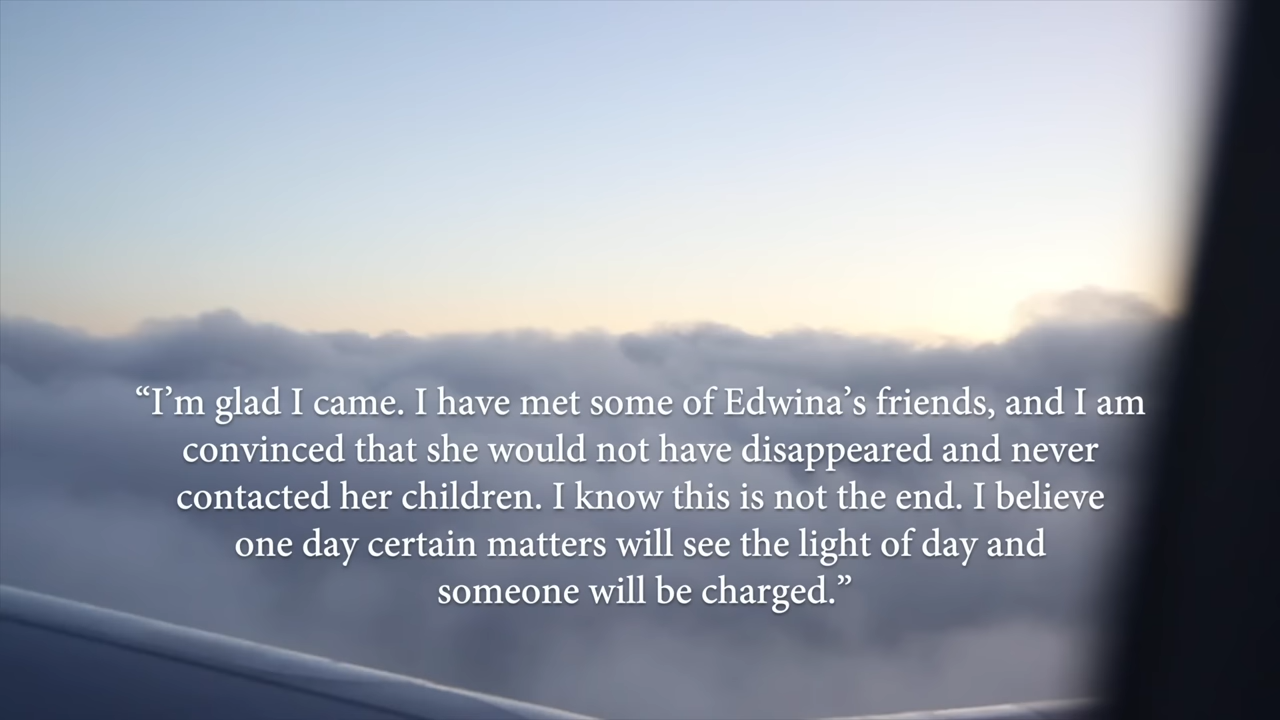 “I’m glad I came. I have met some of Edwina’s friends, and I am
convinced that she would not have disappeared and never
contacted her children. I know this is not the end. I believe
one day certain matters will see the light of day and
someone will be charged.”